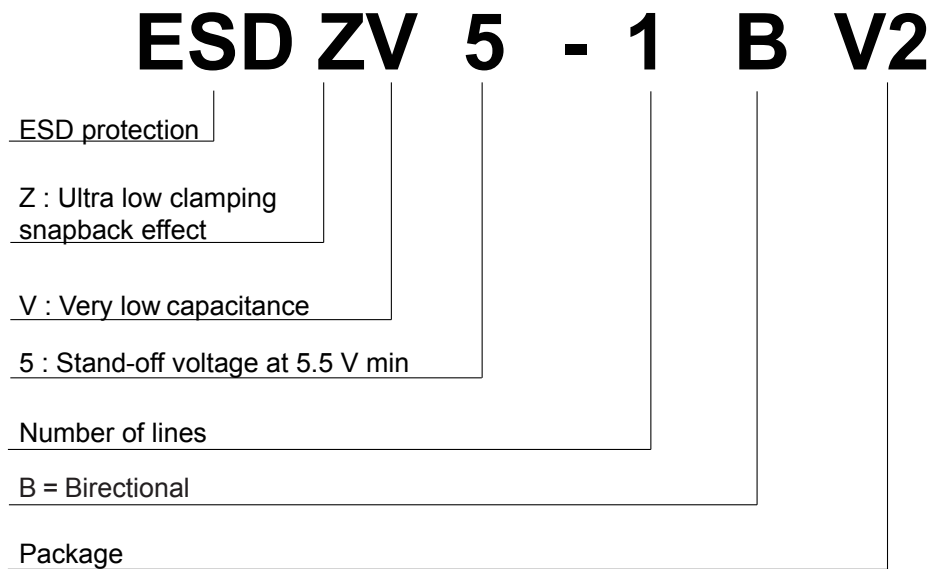 ESD ZV 5 - 1 B V2
ESD protection
Z : Ultra low clamping
snapback effect
V : Very low capacitance
5 : Stand-off voltage at 5.5 V min
Number of lines
B = Birectional
Package